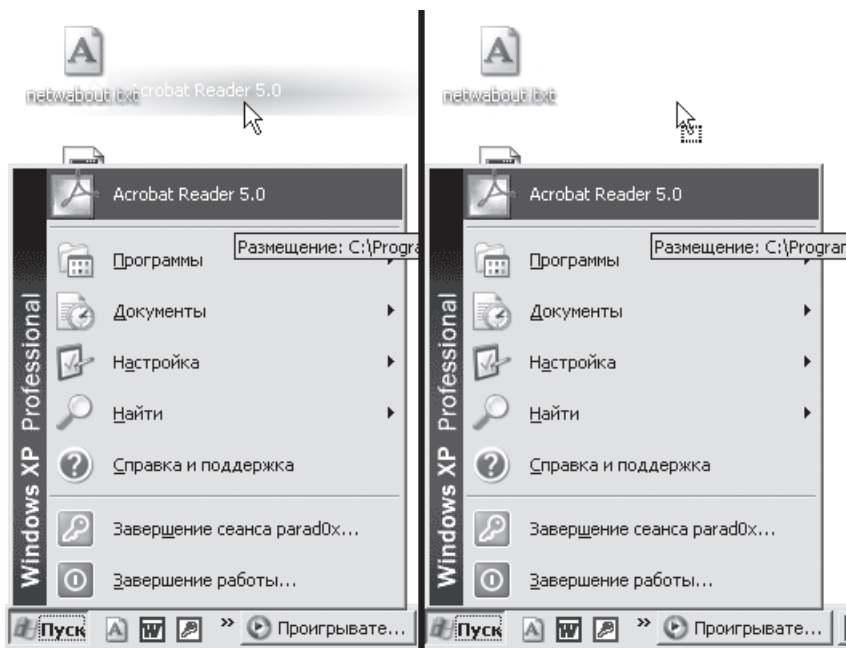 netwabout.txt
Acrobat Reader 5.0
Acrobat Reader 5.0
Размещение: C:\Progra
Программы
Документы
Настройка
Найти
Справка и поддержка
Завершение сеанса parad0x...
Завершение работы...
Windows XP Professional
Пуск
»
Проигрывате...
netwabout.txt
Acrobat Reader 5.0
Размещение: C:\Program
Программы
Документы
Настройка
Найти
Справка и поддержка
Завершение сеанса parad0x...
Завершение работы...
Windows XP Professional
Пуск
»
Проигрывате...